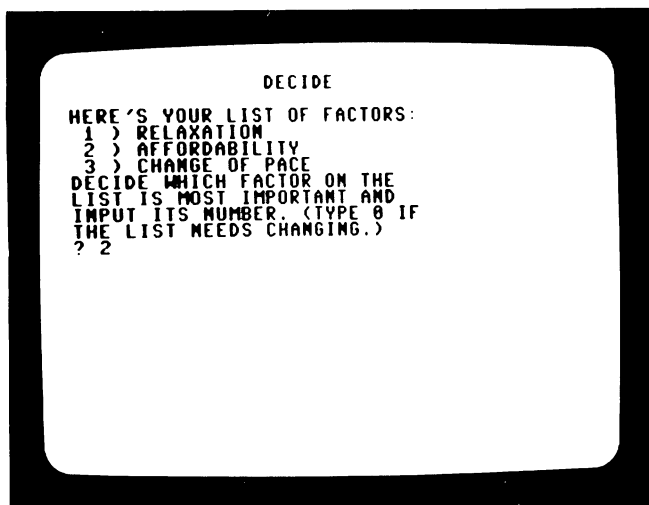 DECIDE
HERE'S YOUR LIST OF FACTORS:
1 ) RELAXATION
2 ) AFFORDABILITY
3 ) CHANGE OF PACE
DECIDE WHICH FACTOR ON THE
LIST IS MOST IMPORTANT AND
INPUT ITS NUMBER. (TYPE 0 IF
THE LIST NEEDS CHANGING.)
? 2